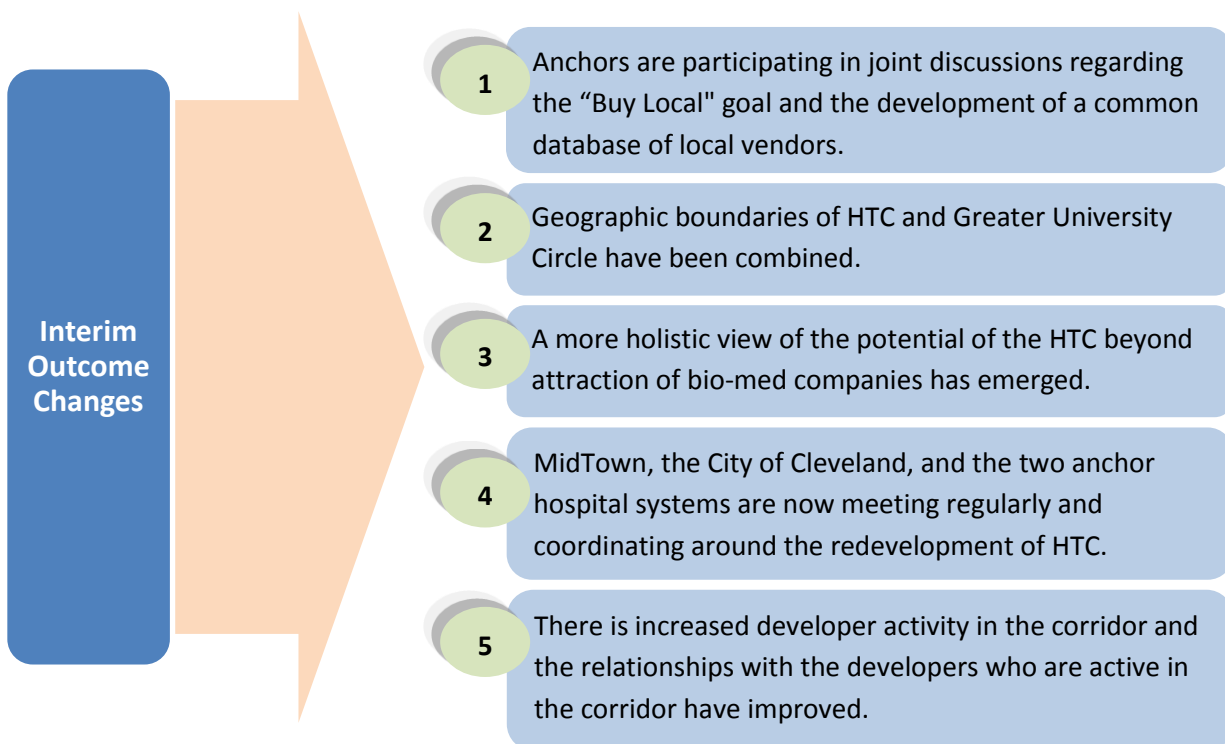 Interim
Outcome
Changes
1
Anchors are participating in joint discussions regarding
the “Buy Local" goal and the development of a common
database of local vendors.
2
Geographic boundaries of HTC and Greater University
Circle have been combined.
3
A more holistic view of the potential of the HTC beyond
attraction of bio-med companies has emerged.
4
MidTown, the City of Cleveland, and the two anchor
hospital systems are now meeting regularly and
coordinating around the redevelopment of HTC.
5
There is increased developer activity in the corridor and
the relationships with the developers who are active in
the corridor have improved.